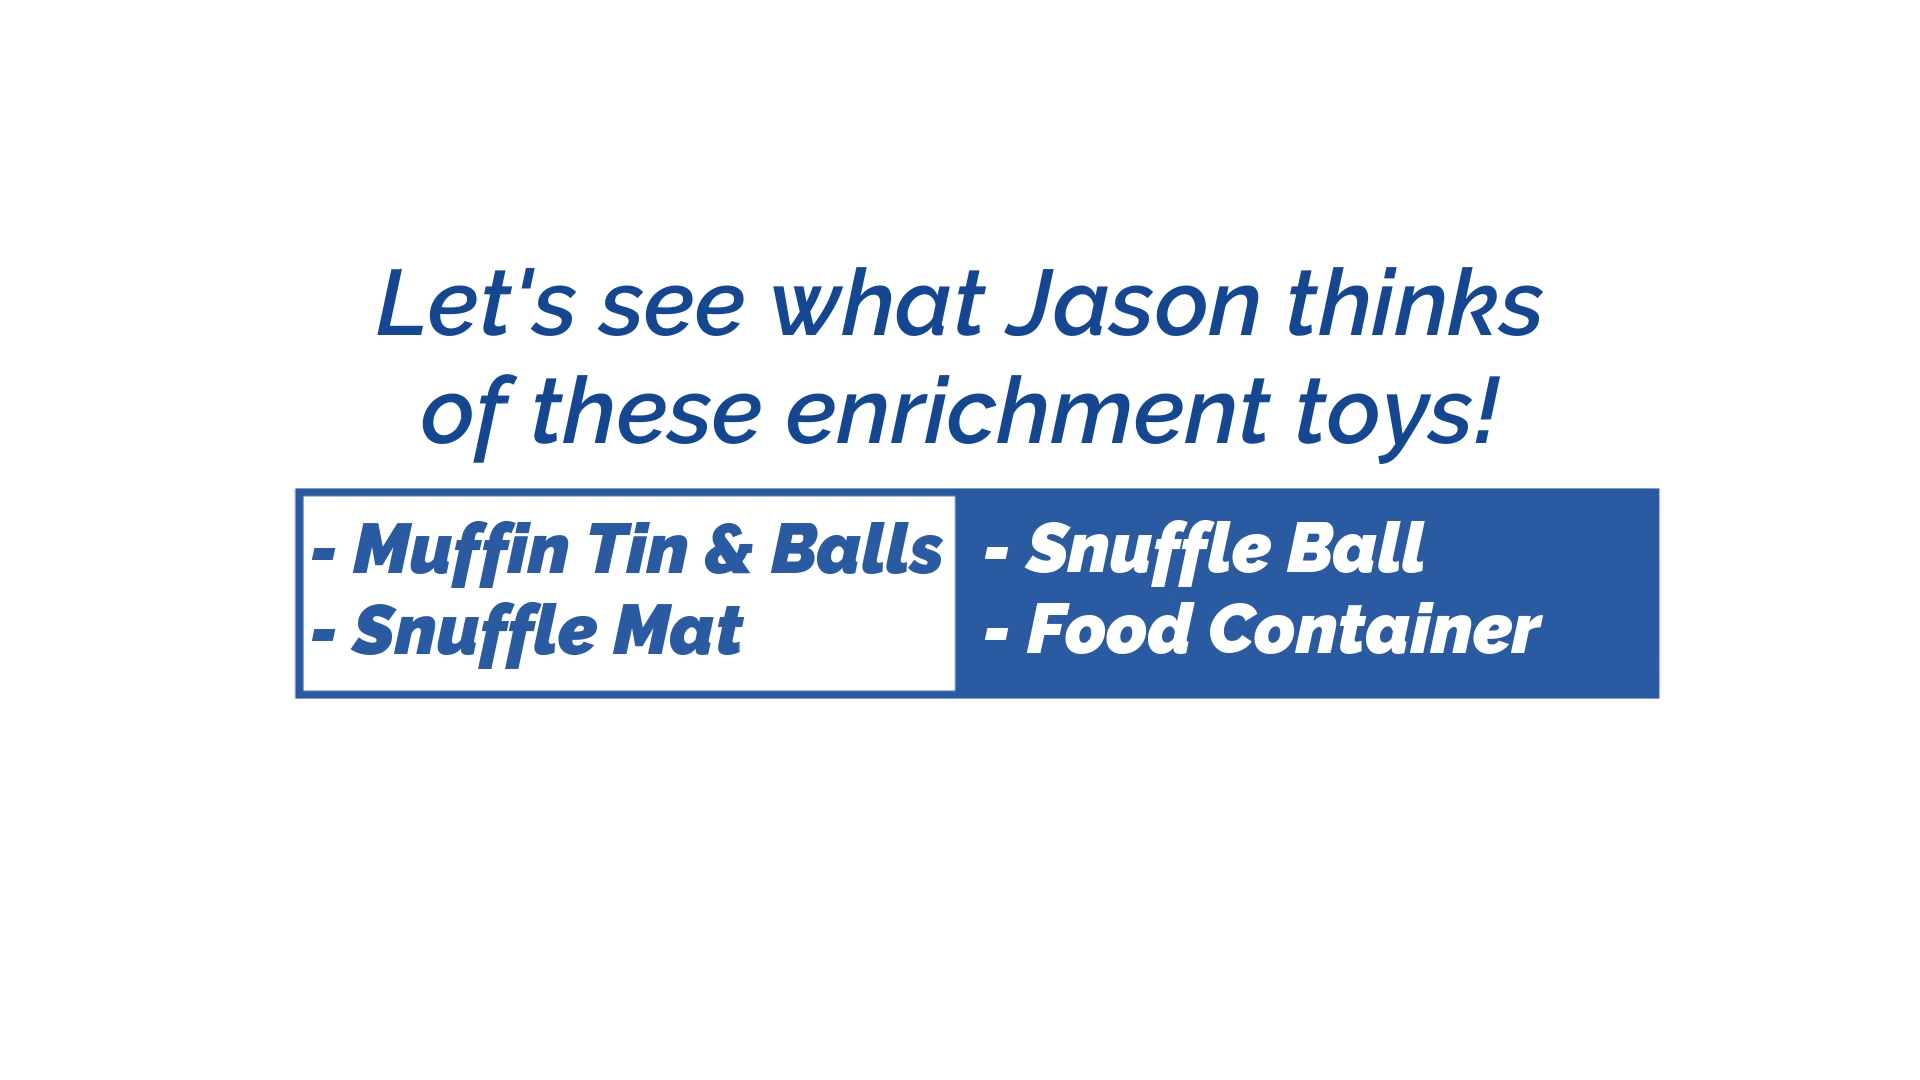 Let's see what Jason thinks
of these enrichment toys!
- Muffin Tin & Balls
- Snuffle Mat
- Snuffle Ball
- Food Container